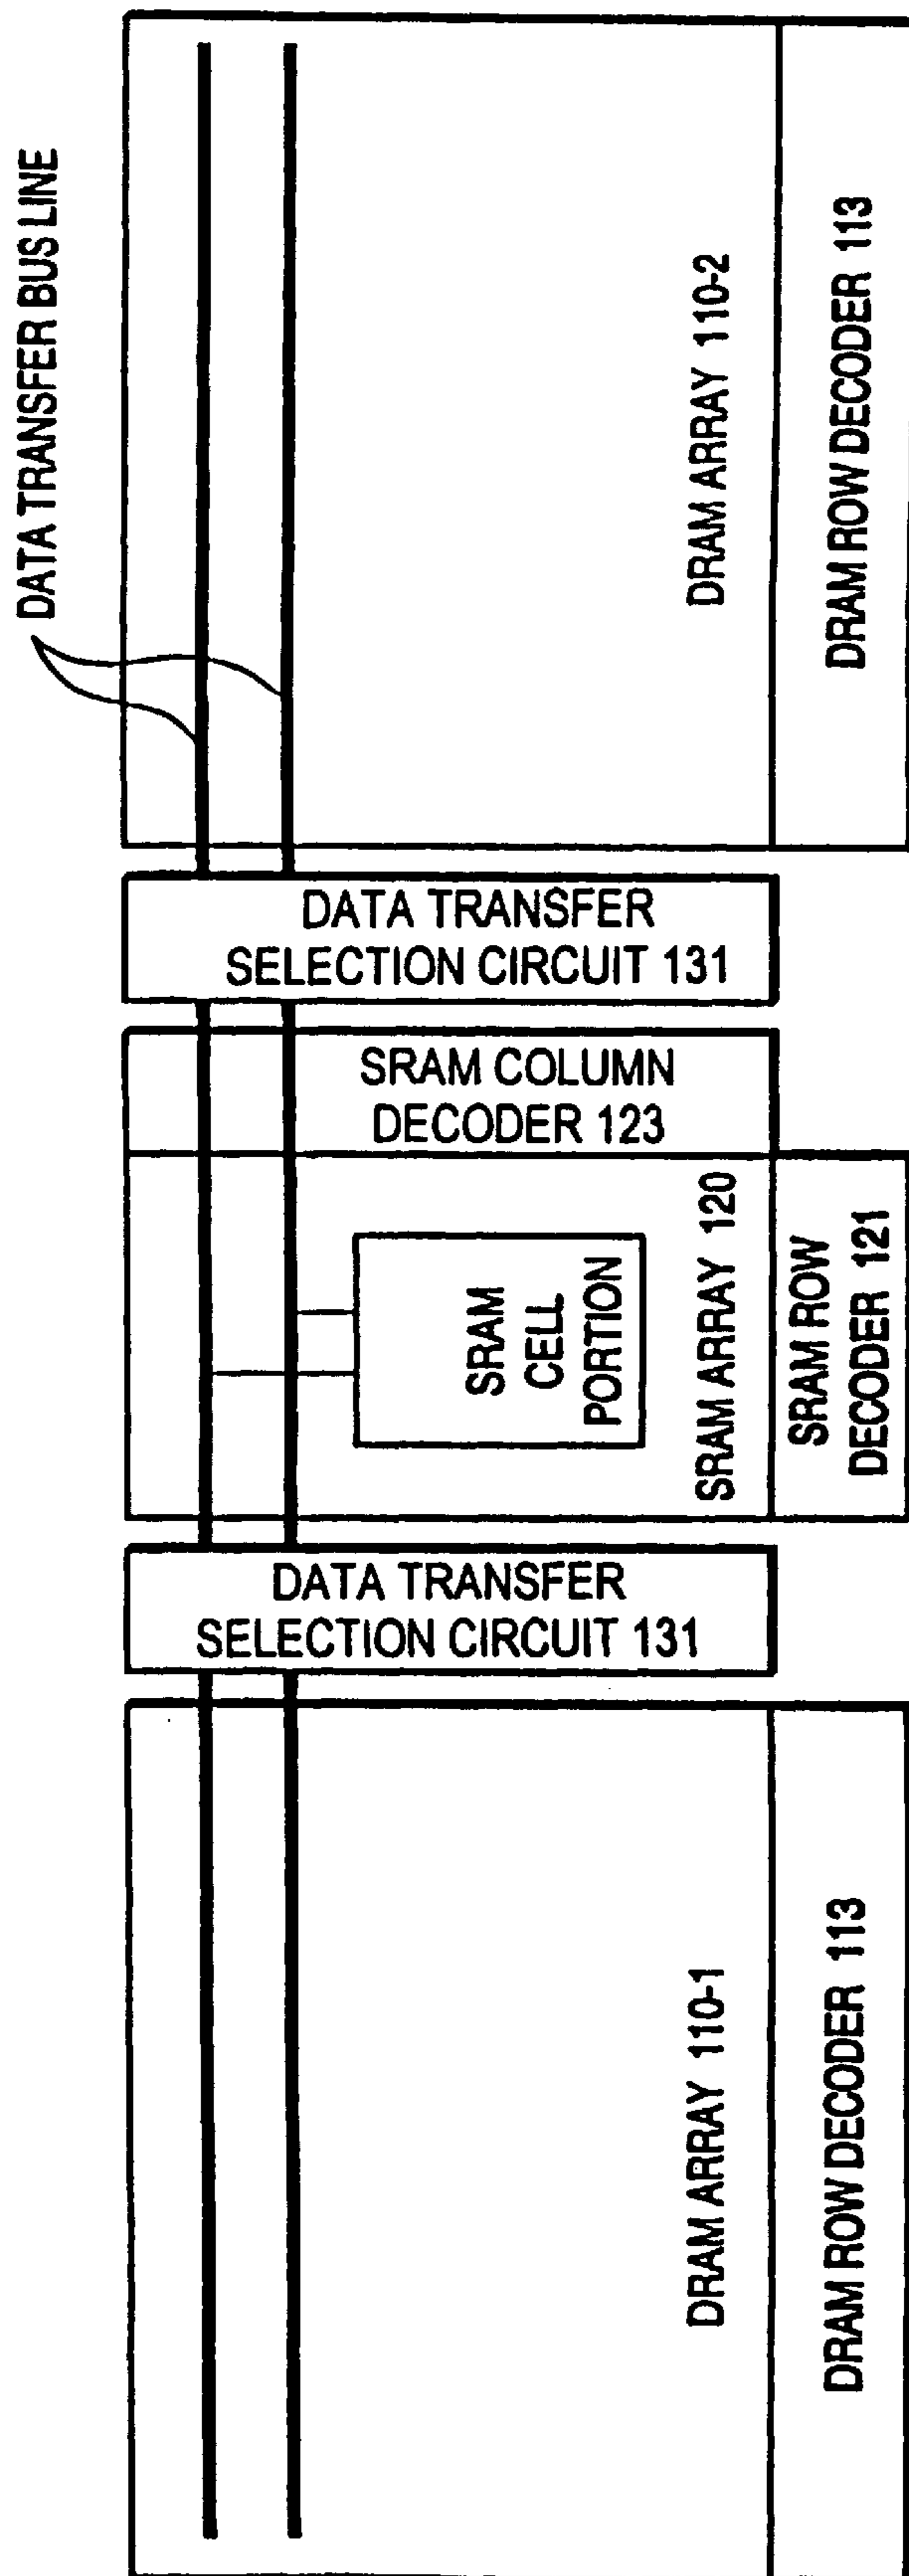 DATA TRANSFER BUS LINE
DRAM ARRAY 110-2
DRAM ROW DECODER 113
DATA TRANSFER
SELECTION CIRCUIT 131
SRAM COLUMN
DECODER 123
SRAM
CELL
PORTION
SRAM ARRAY 120
SRAM ROW
DECODER 121
DATA TRANSFER
SELECTION CIRCUIT 131
DRAM ARRAY 110-1
DRAM ROW DECODER 113